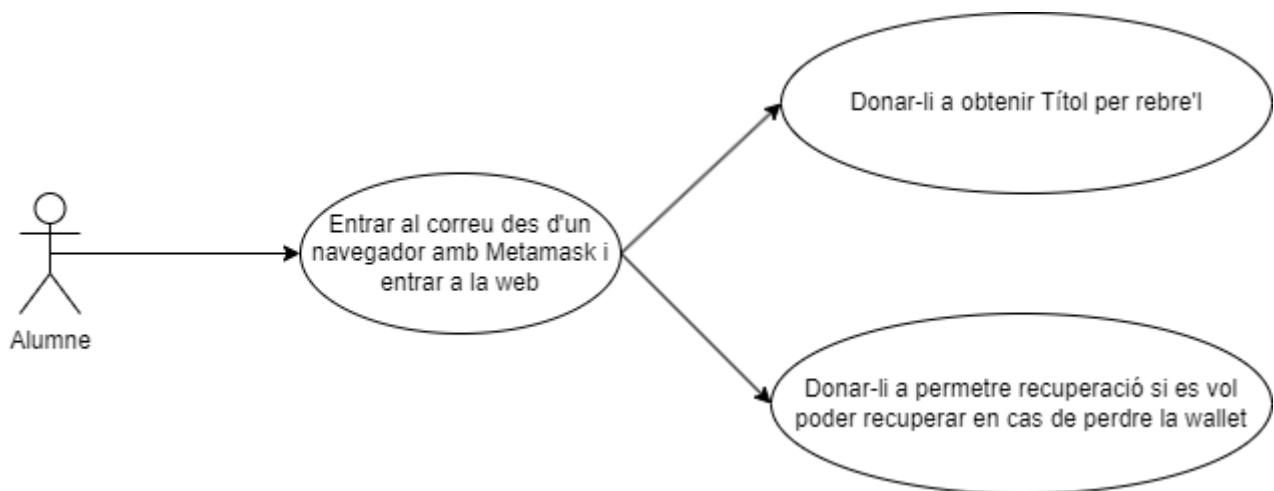 Donar-li a obtenir Títol per rebre'l
Entrar al correu des d'un
navegador amb Metamask i
entrar a la web
Alumne
Donar-li a permetre recuperació si es vol
poder recuperar en cas de perdre la wallet